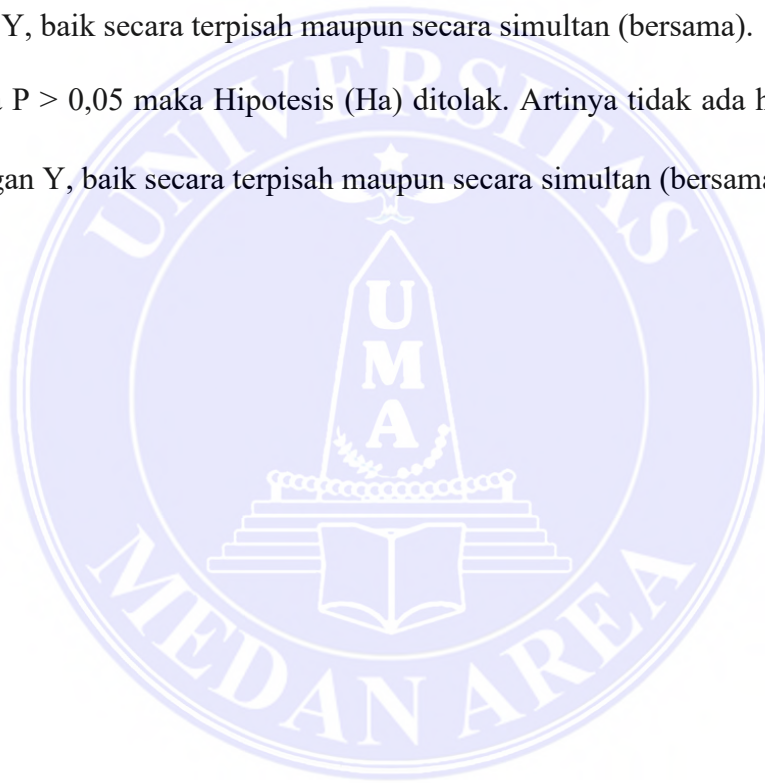 Y, baik secara terpisah maupun secara simultan (bersama).
P > 0,05 maka Hipotesis (Ha) ditolak. Artinya tidak ada
Y, baik secara terpisah maupun secara simultan (bersama
UNIVERSITAS
UMA
MEDAN AREA